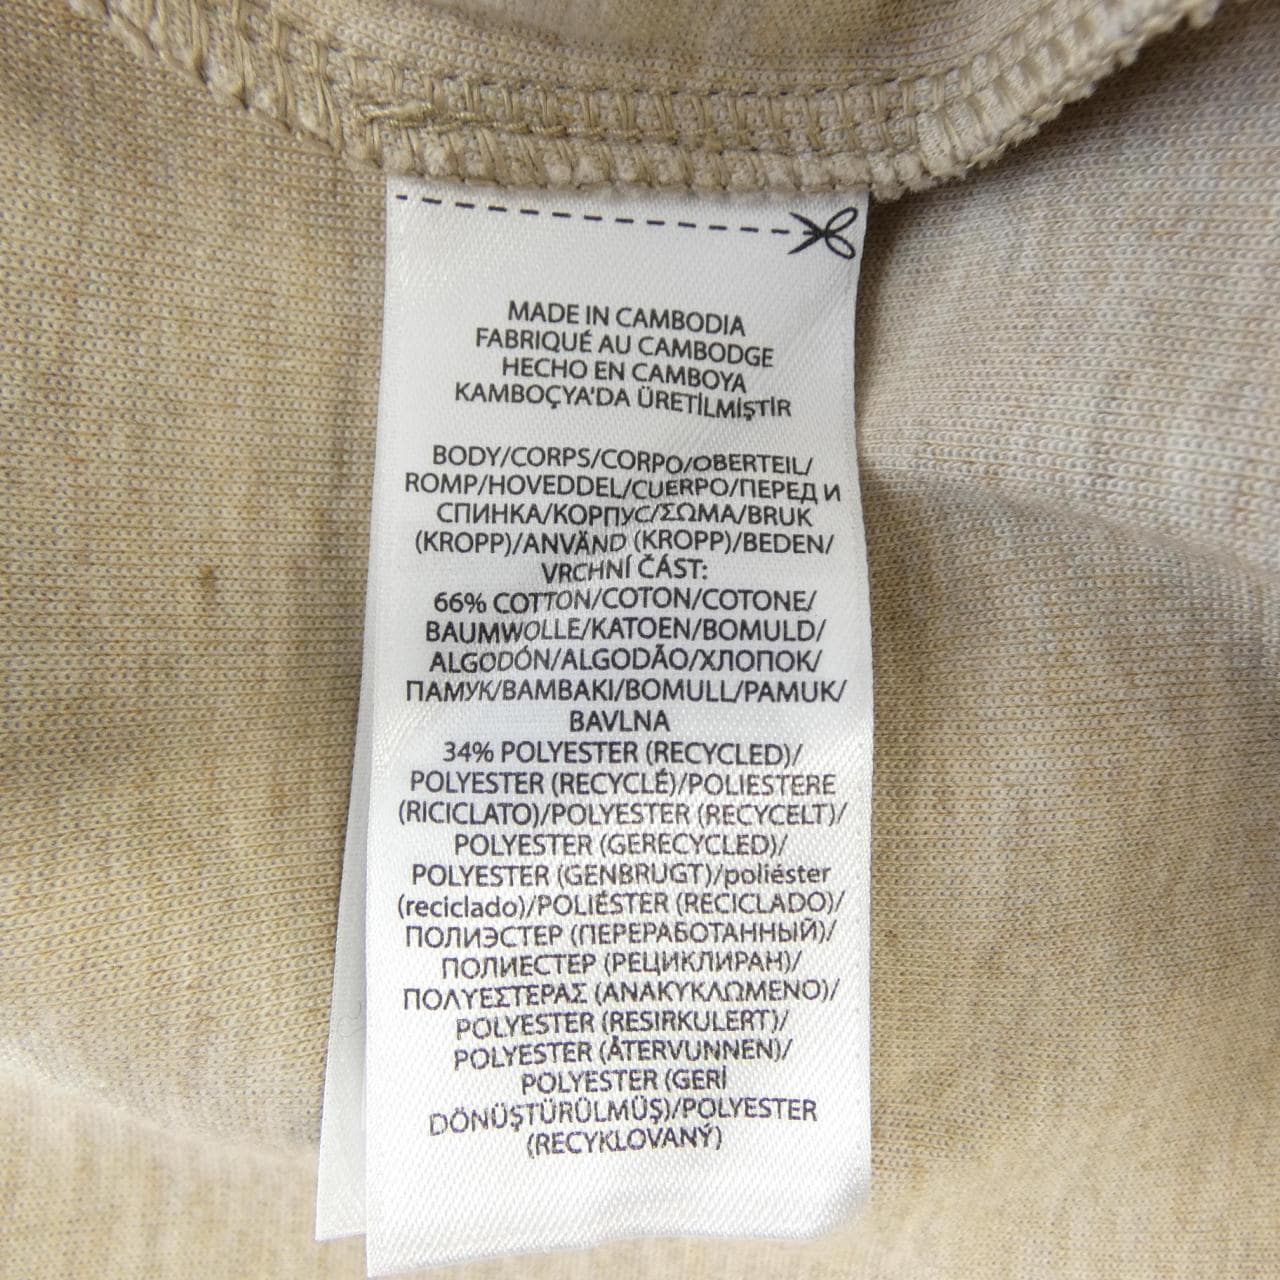 MADE IN CAMBODIA
FABRIQUÉ AU CAMBODGE
HECHO EN CAMBOYA
KAMBOÇYA'DA ÜRETİLMİŞTİR
BODY/CORPS/CORPO/OBERTEIL/
ROMP/HOVEDDEL/CUERPO/ПЕРЕД И
СПИНКА/КОРПУС/ΣΩΜΑ/BRUK
(KROPP)/ANVÄND (KROPP)/BEDEN/
VRCHNÍ ČÁST:
66% COTTON/COTON/COTONE/
BAUMWOLLE/KATOEN/BOMULD/
ALGODÓN/ALGODÃO/ХЛОПОК/
ПАМУК/ΒΑΜΒΑΚΙ/BOMULL/PAMUK/
BAVLNA
34% POLYESTER (RECYCLED)/
POLYESTER (RECYCLÉ)/POLIESTERE
(RICICLATO)/POLYESTER (RECYCELT)/
POLYESTER (GERECYCLED)/
POLYESTER (GENBRUGT)/poliéster
(reciclado)/POLIÉSTER (RECICLADO)/
ПОЛИЭСТЕР (ПЕРЕРАБОТАННЫЙ)/
ПОЛИЕСТЕР (РЕЦИКЛИРАН)/
ΠΟΛΥΕΣΤΕΡΑΣ (ΑΝΑΚΥΚΛΩΜΕΝΟ)/
POLYESTER (RESIRKULERT)/
POLYESTER (ÅTERVUNNEN)/
POLYESTER (GERİ
DÖNÜŞTÜRÜLMÜŞ)/POLYESTER
(RECYKLOVANÝ)